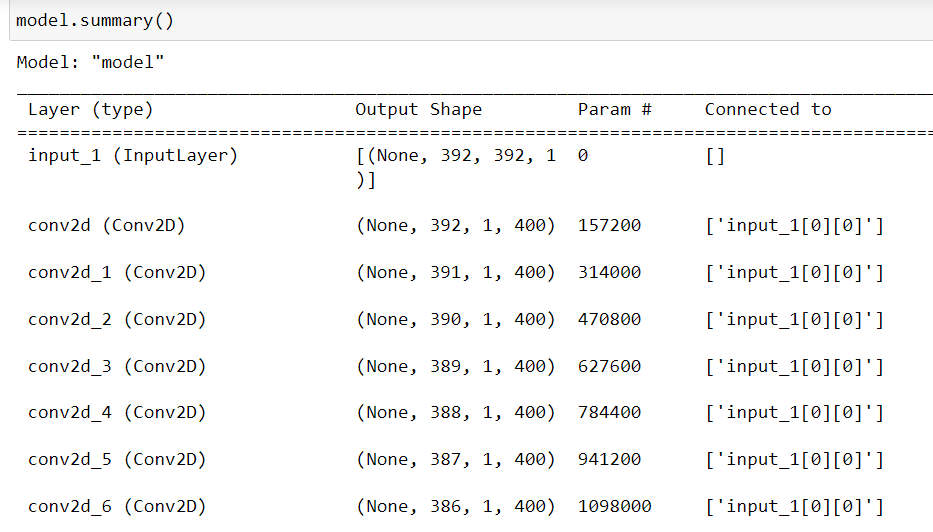 model.summary()
Model: "model"
Layer (type) Output Shape Param # Connected to
input_1 (InputLayer) [(None, 392, 392, 1 0 []
)]
conv2d (Conv2D) (None, 392, 1, 400) 157200 ['input_1[0][0]']
conv2d_1 (Conv2D) (None, 391, 1, 400) 314000 ['input_1[0][0]']
conv2d_2 (Conv2D) (None, 390, 1, 400) 470800 ['input_1[0][0]']
conv2d_3 (Conv2D) (None, 389, 1, 400) 627600 ['input_1[0][0]']
conv2d_4 (Conv2D) (None, 388, 1, 400) 784400 ['input_1[0][0]']
conv2d_5 (Conv2D) (None, 387, 1, 400) 941200 ['input_1[0][0]']
conv2d_6 (Conv2D) (None, 386, 1, 400) 1098000 ['input_1[0][0]']